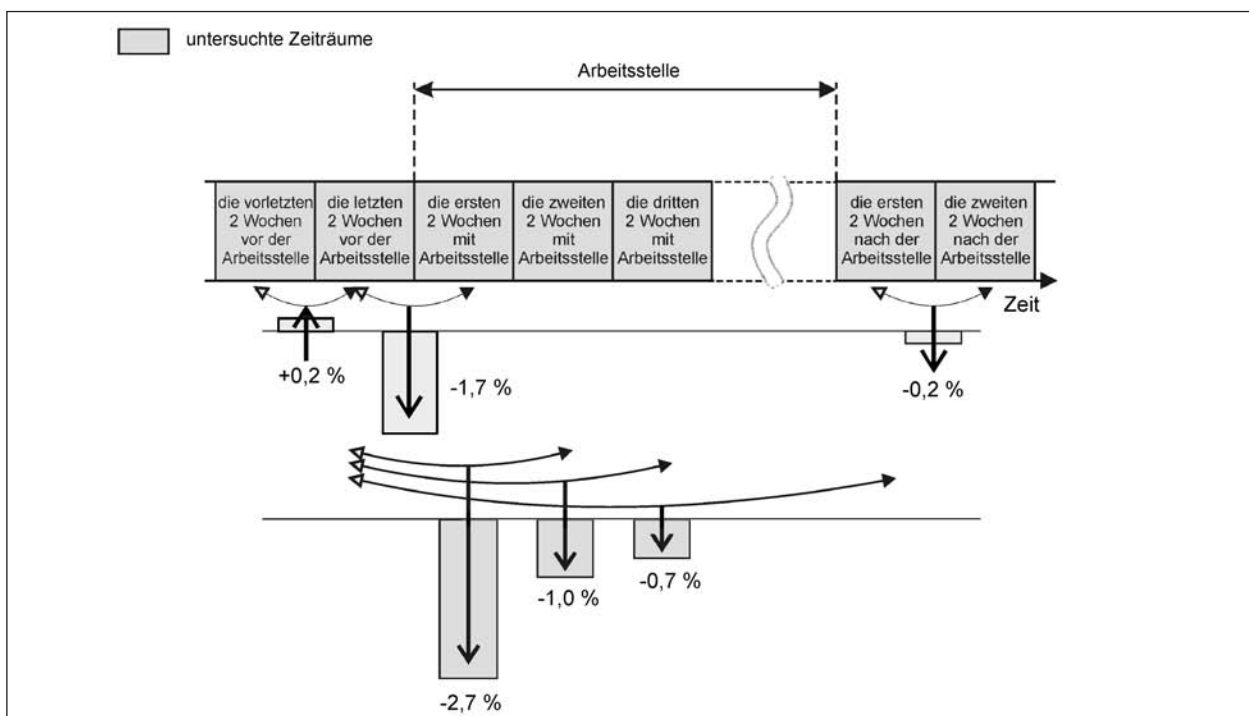 untersuchte Zeiträume
Arbeitsstelle
die vorletzten
2 Wochen
vor der
Arbeitsstelle
die letzten
2 Wochen
vor der
Arbeitsstelle
die ersten
2 Wochen
mit
Arbeitsstelle
die zweiten
2 Wochen
mit
Arbeitsstelle
die dritten
2 Wochen
mit
Arbeitsstelle
die ersten
2 Wochen
nach der
Arbeitsstelle
die zweiten
2 Wochen
nach der
Arbeitsstelle
Zeit
+0,2 %
-1,7 %
-0,2 %
-2,7 %
-1,0 %
-0,7 %